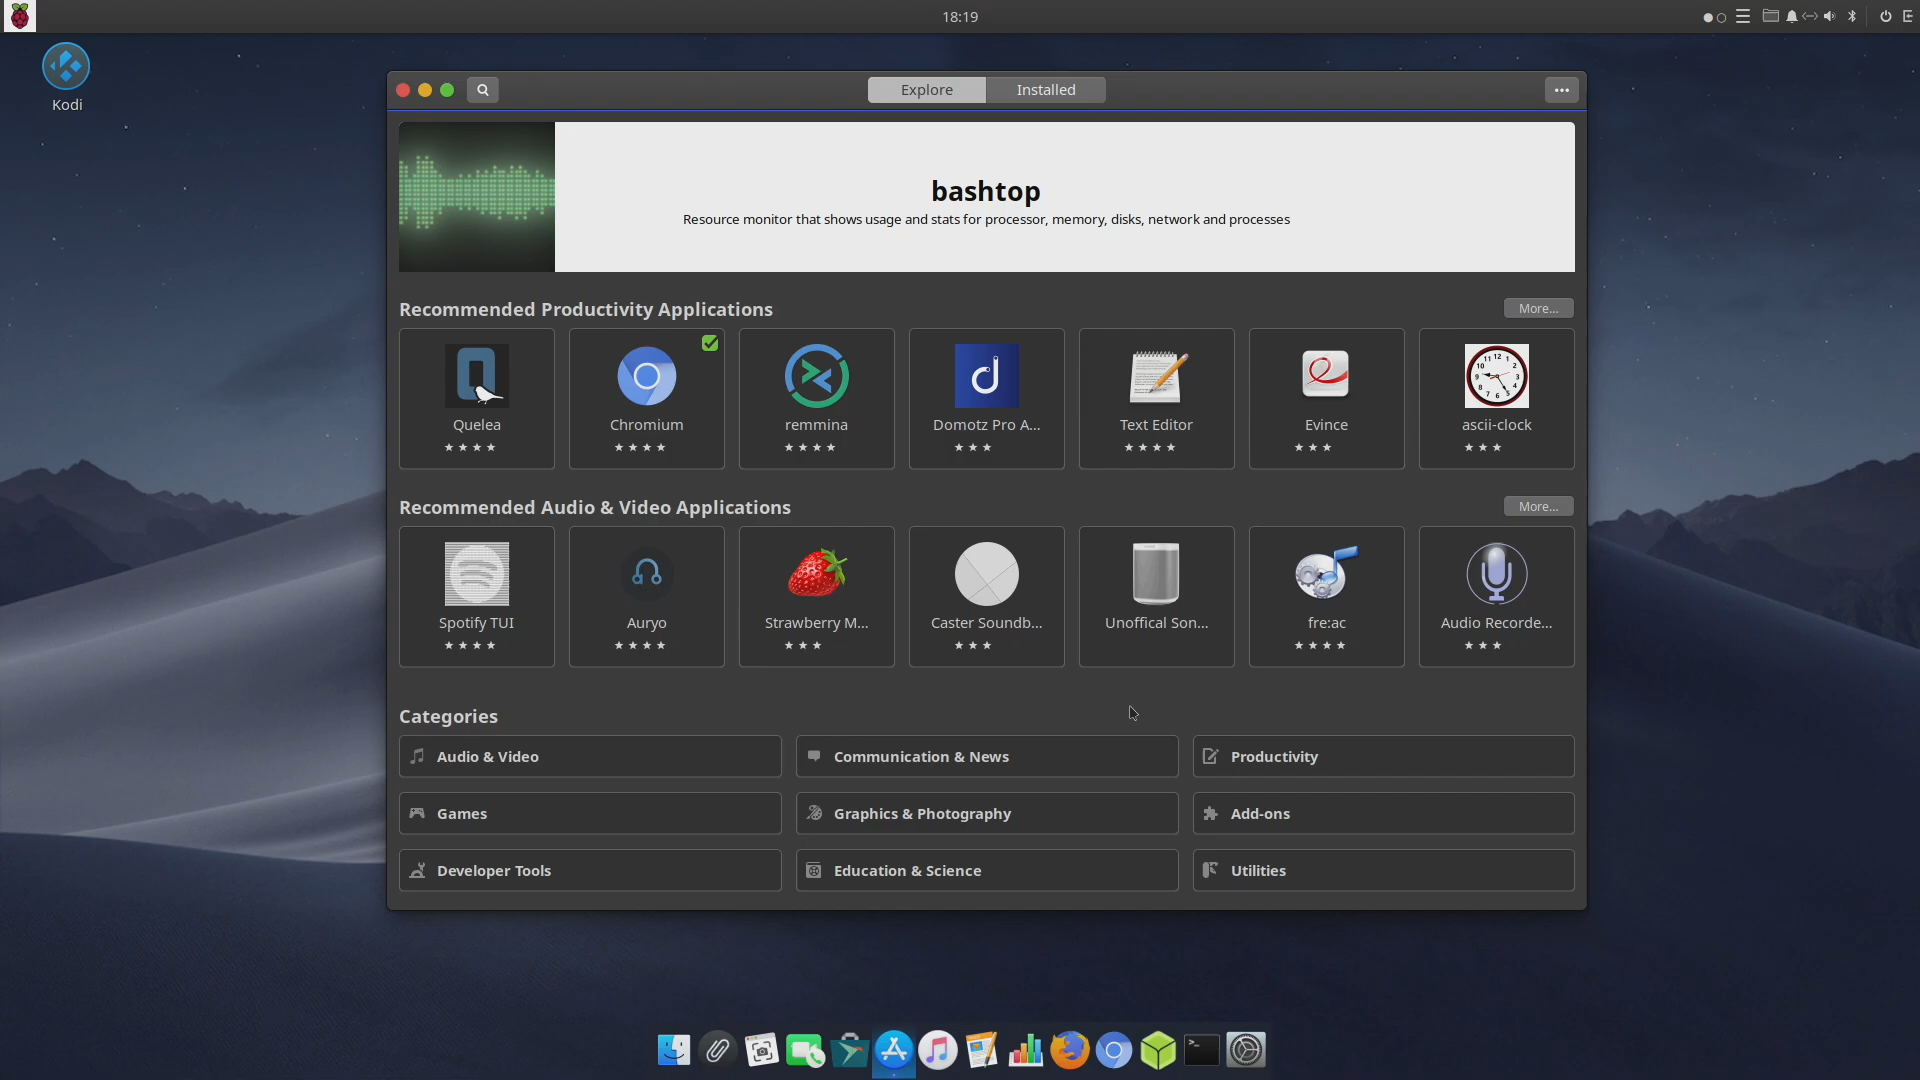 18:19
Kodi
Explore
Installed
bashtop
Resource monitor that shows usage and stats for processor, memory, disks, network and processes
Recommended Productivity Applications
More...
Quelea
Chromium
remmina
Domotz Pro A...
Text Editor
Evince
ascii-clock
Recommended Audio & Video Applications
More...
Spotify TUI
Auryo
Strawberry M...
Caster Soundb...
Unoffical Son...
fre:ac
Audio Recorde...
Categories
Audio & Video
Communication & News
Productivity
Games
Graphics & Photography
Add-ons
Developer Tools
Education & Science
Utilities